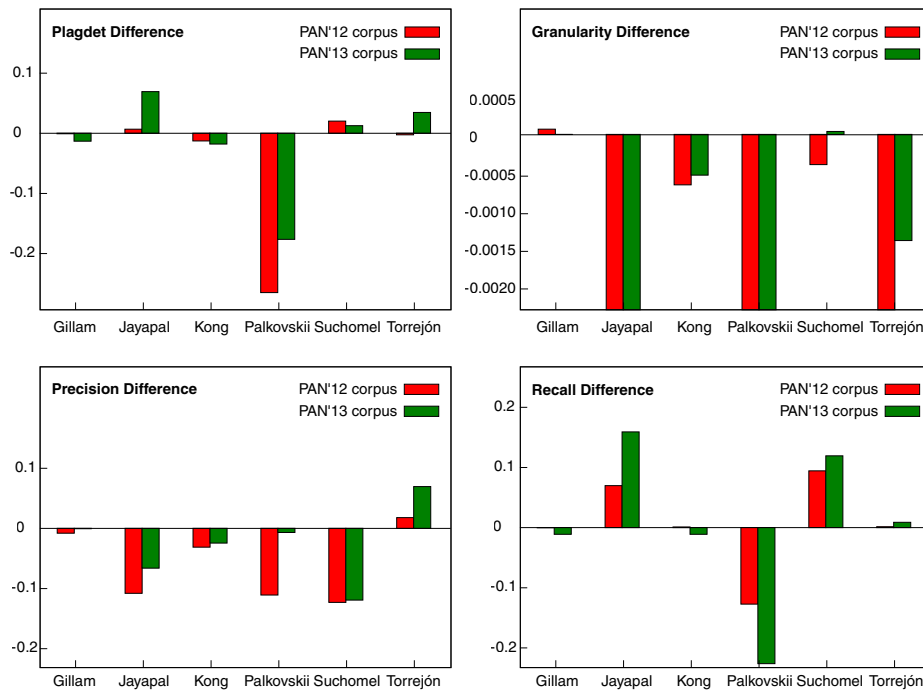 Plagdet Difference
PAN'12 corpus
PAN'13 corpus
0.1
0
-0.1
-0.2
Gillam Jayapal Kong Palkovskii Suchomel Torrejón
Granularity Difference
PAN'12 corpus
PAN'13 corpus
0.0005
0
-0.0005
-0.0010
-0.0015
-0.0020
Gillam Jayapal Kong Palkovskii Suchomel Torrejón
Precision Difference
PAN'12 corpus
PAN'13 corpus
0.1
0
-0.1
-0.2
Gillam Jayapal Kong Palkovskii Suchomel Torrejón
Recall Difference
PAN'12 corpus
PAN'13 corpus
0.2
0.1
0
-0.1
-0.2
Gillam Jayapal Kong Palkovskii Suchomel Torrejón